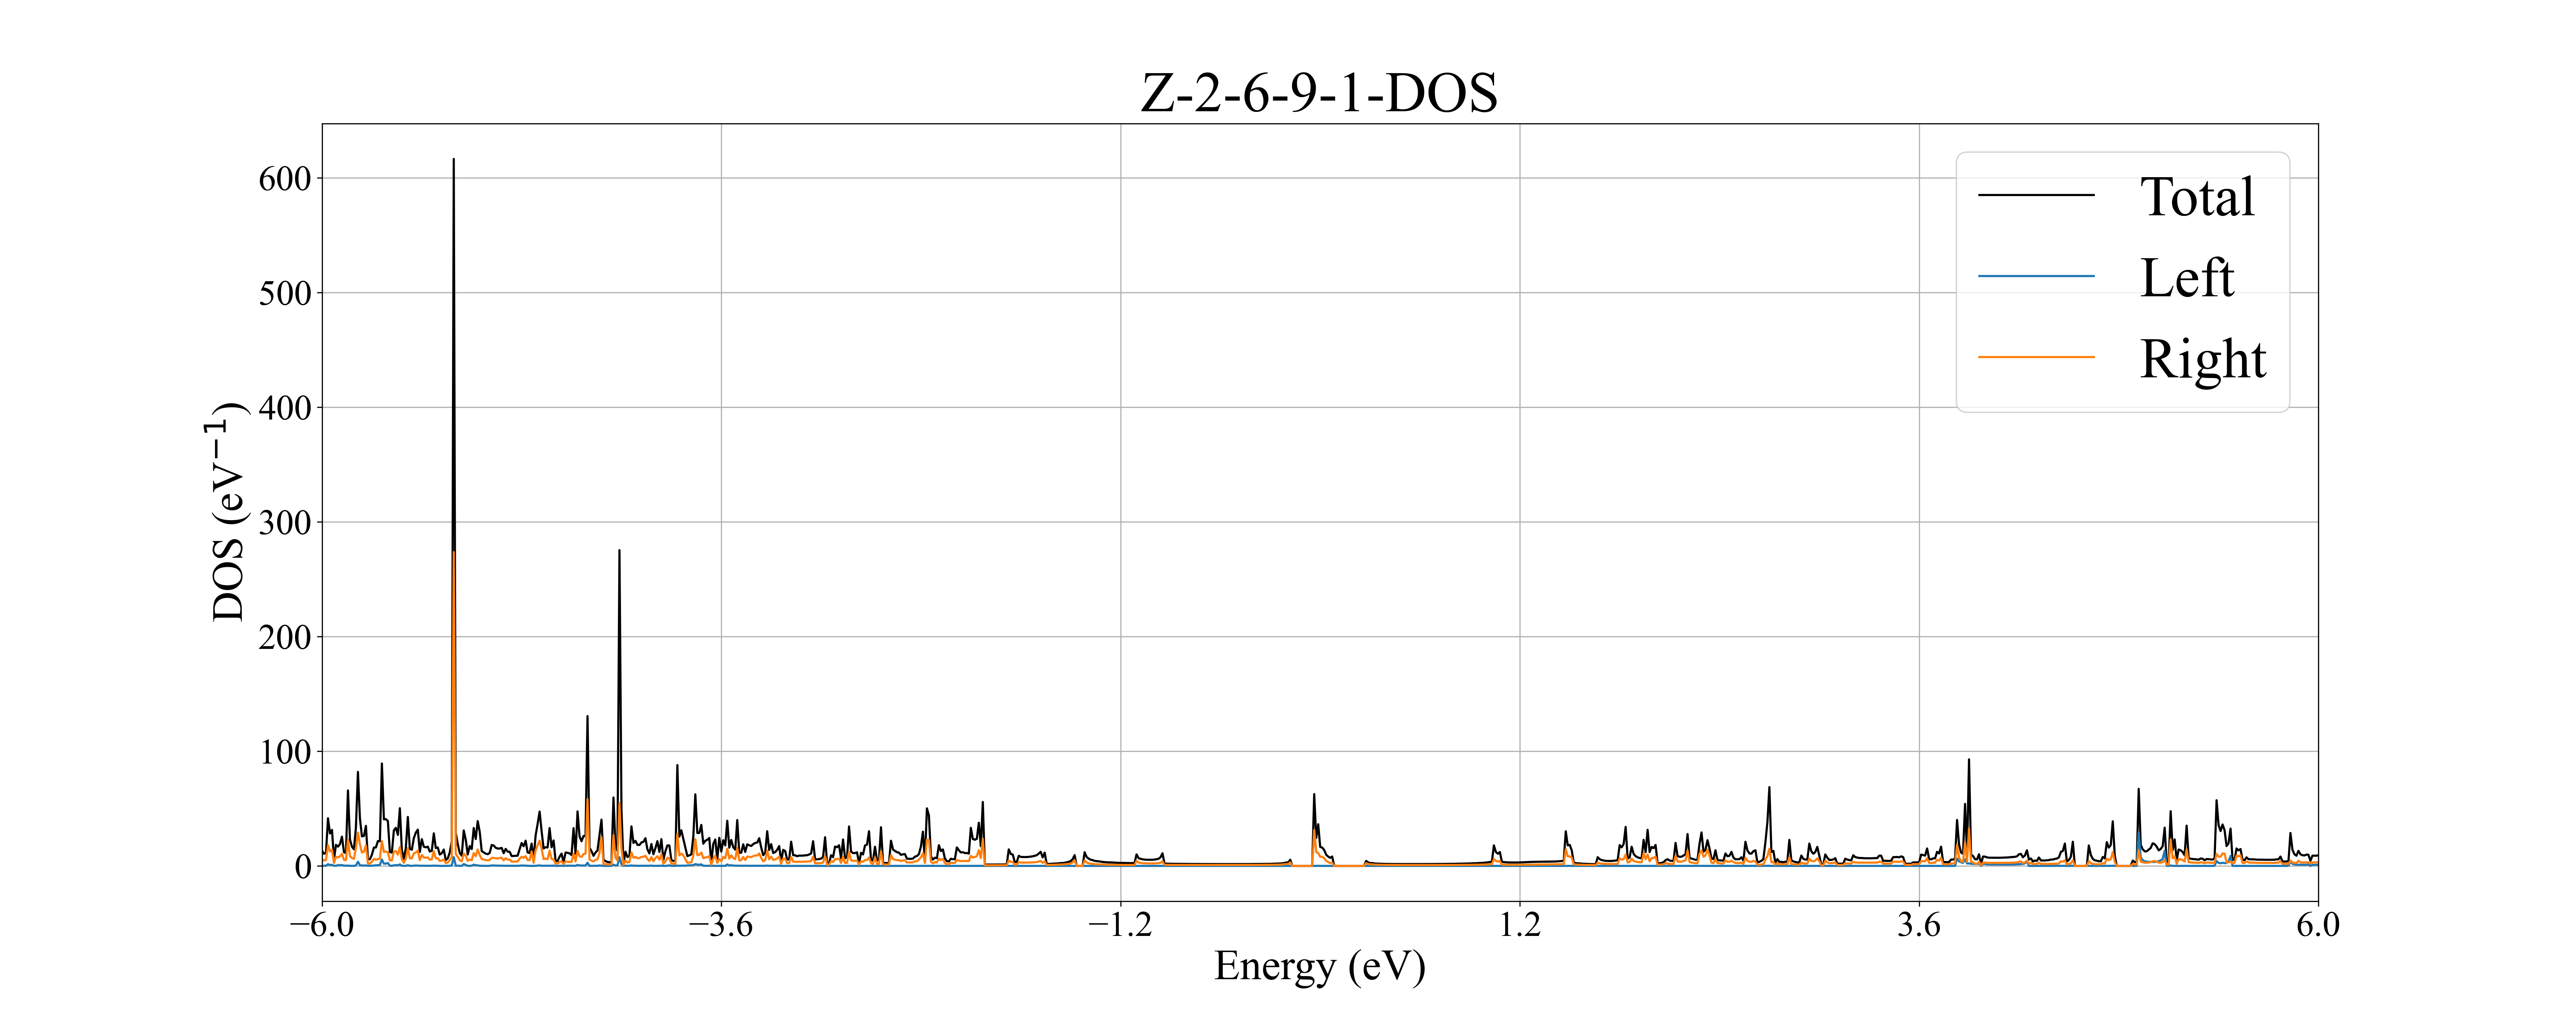 Z-2-6-9-1-DOS
DOS (eV⁻¹)
600
500
400
300
200
100
0
Total
Left
Right
−6.0 −3.6 −1.2 1.2 3.6 6.0
Energy (eV)